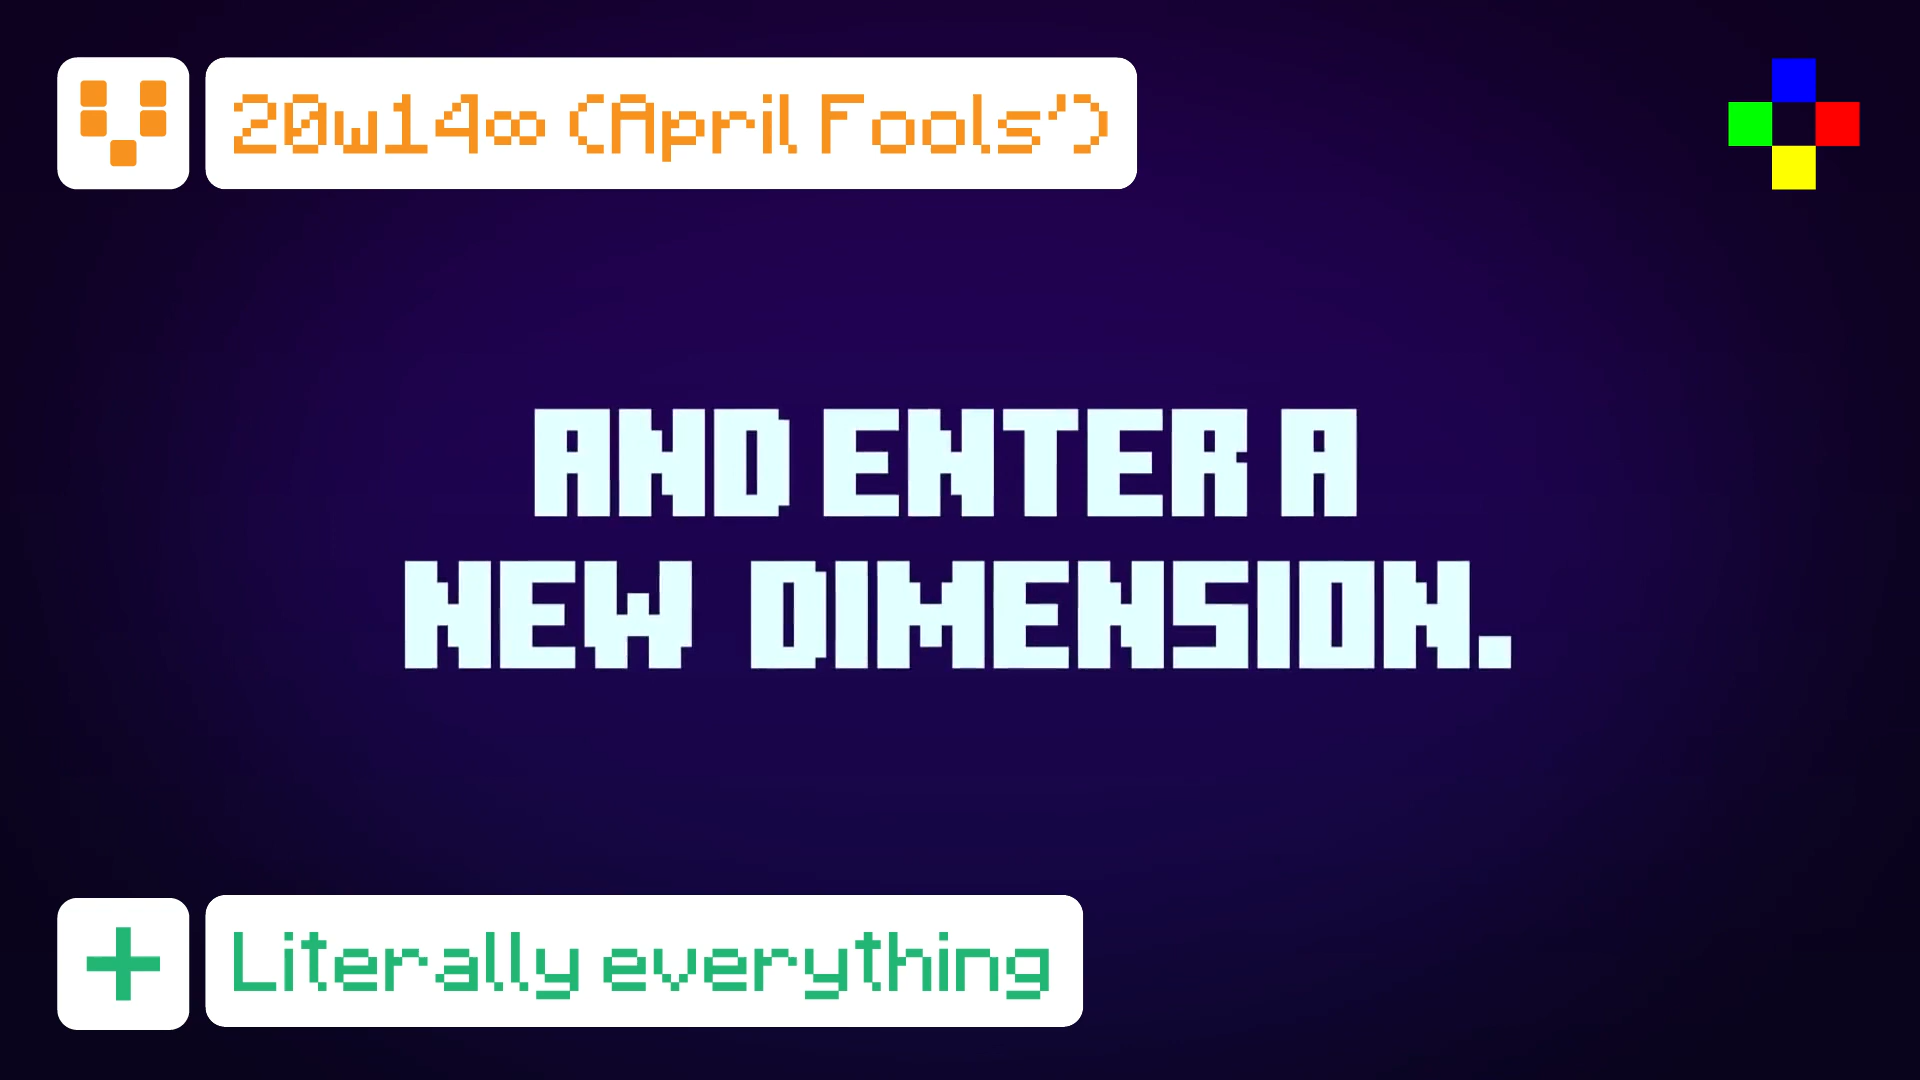 20w14∞ (April Fools')
AND ENTER A
NEW DIMENSION.
+
Literally everything